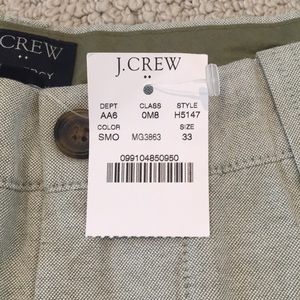 CREW
J.CREW
DEPT CLASS STYLE
AA6 0M8 H5147
COLOR SIZE
SMO MG3863 33
099104850950